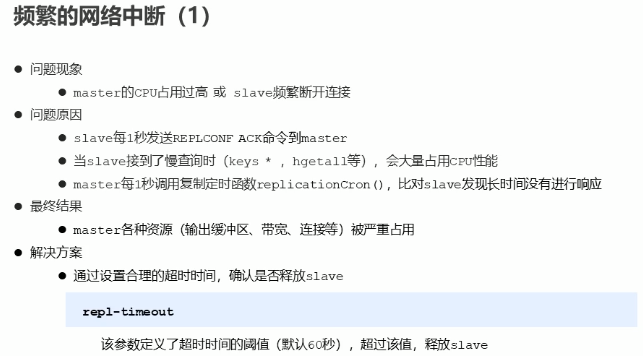 频繁的网络中断（1）
● 问题现象
● master的CPU占用过高 或 slave频繁断开连接
● 问题原因
● slave每1秒发送REPLCONF ACK命令到master
● 当slave接到了慢查询时（keys * ，hgetall等），会大量占用CPU性能
● master每1秒调用复制定时函数replicationCron()，比对slave发现长时间没有进行响应
● 最终结果
● master各种资源（输出缓冲区、带宽、连接等）被严重占用
● 解决方案
● 通过设置合理的超时时间，确认是否释放slave
repl-timeout
该参数定义了超时时间的阈值（默认60秒），超过该值，释放slave